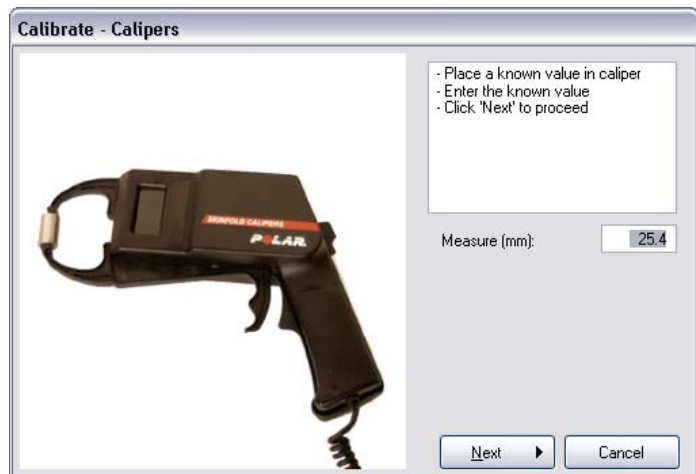 Calibrate - Calipers
- Place a known value in caliper
- Enter the known value
- Click 'Next' to proceed
SKINFOLD CALIPERS
POLAR
Measure (mm):
25.4
Next
Cancel